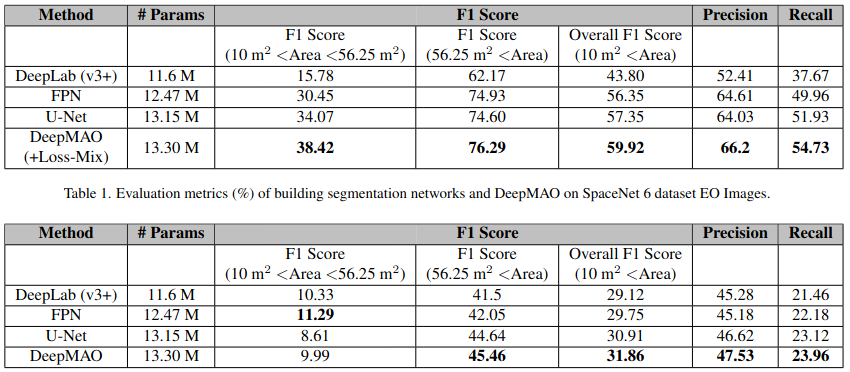 Method # Params F1 Score Precision Recall
F1 Score F1 Score Overall F1 Score
(10 m² <Area <56.25 m²) (56.25 m² <Area) (10 m² <Area)
DeepLab (v3+) 11.6 M 15.78 62.17 43.80 52.41 37.67
FPN 12.47 M 30.45 74.93 56.35 64.61 49.96
U-Net 13.15 M 34.07 74.60 57.35 64.03 51.93
DeepMAO
(+Loss-Mix) 13.30 M 38.42 76.29 59.92 66.2 54.73
Table 1. Evaluation metrics (%) of building segmentation networks and DeepMAO on SpaceNet 6 dataset EO Images.
Method # Params F1 Score Precision Recall
F1 Score F1 Score Overall F1 Score
(10 m² <Area <56.25 m²) (56.25 m² <Area) (10 m² <Area)
DeepLab (v3+) 11.6 M 10.33 41.5 29.12 45.28 21.46
FPN 12.47 M 11.29 42.05 29.75 45.18 22.18
U-Net 13.15 M 8.61 44.64 30.91 46.62 23.12
DeepMAO 13.30 M 9.99 45.46 31.86 47.53 23.96